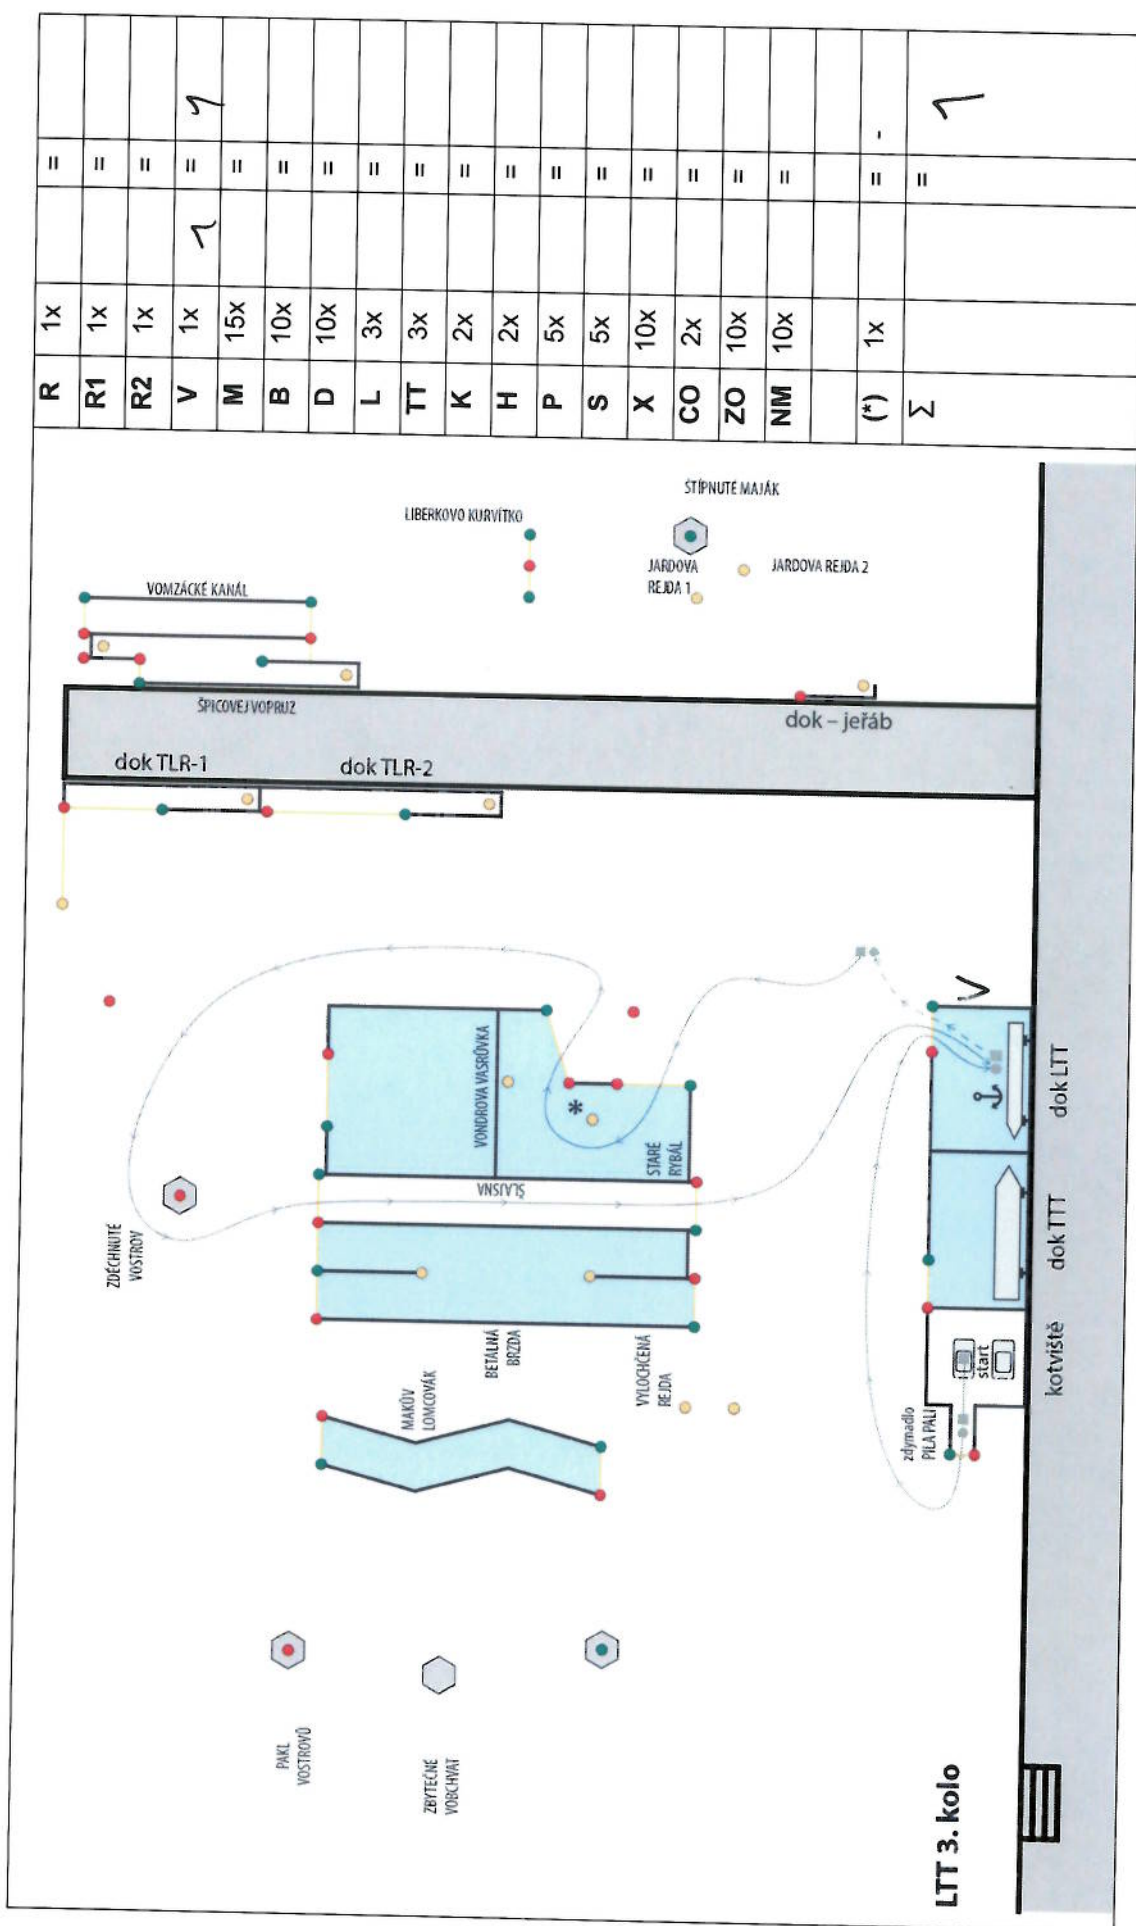 R 1x =
R1 1x =
R2 1x =
V 1x 1 = 1
M 15x =
B 10x =
D 10x =
L 3x =
TT 3x =
K 2x =
H 2x =
P 5x =
S 5x =
X 10x =
CO 2x =
ZO 10x =
NM 10x =
(*) 1x = -
Σ = 1
VOMZÁCKÉ KANÁL
ŠPICOVEJ VOPRUZ
LIBERKOVO KURVÍTKO
ŠTÍPNUTÉ MAJÁK
JARDOVA
REJDA 1
JARDOVA REJDA 2
dok – jeřáb
dok TLR-1
dok TLR-2
ZDĚCHNUTÉ
VOSTROV
VONDROVA VASRŮVKA
*
STARÉ
RYBÁL
ŠLAJSNA
BETÁLNÁ
BRZDA
MAKŮV
LOMCOVÁK
VYLOCHČENÁ
REJDA
PAKL
VOSTROVŮ
ZBYTEČNÉ
VOBCHVAT
zdymadlo
PILA PALI
start
V
kotviště
dok TTT
dok LTT
LTT 3. kolo